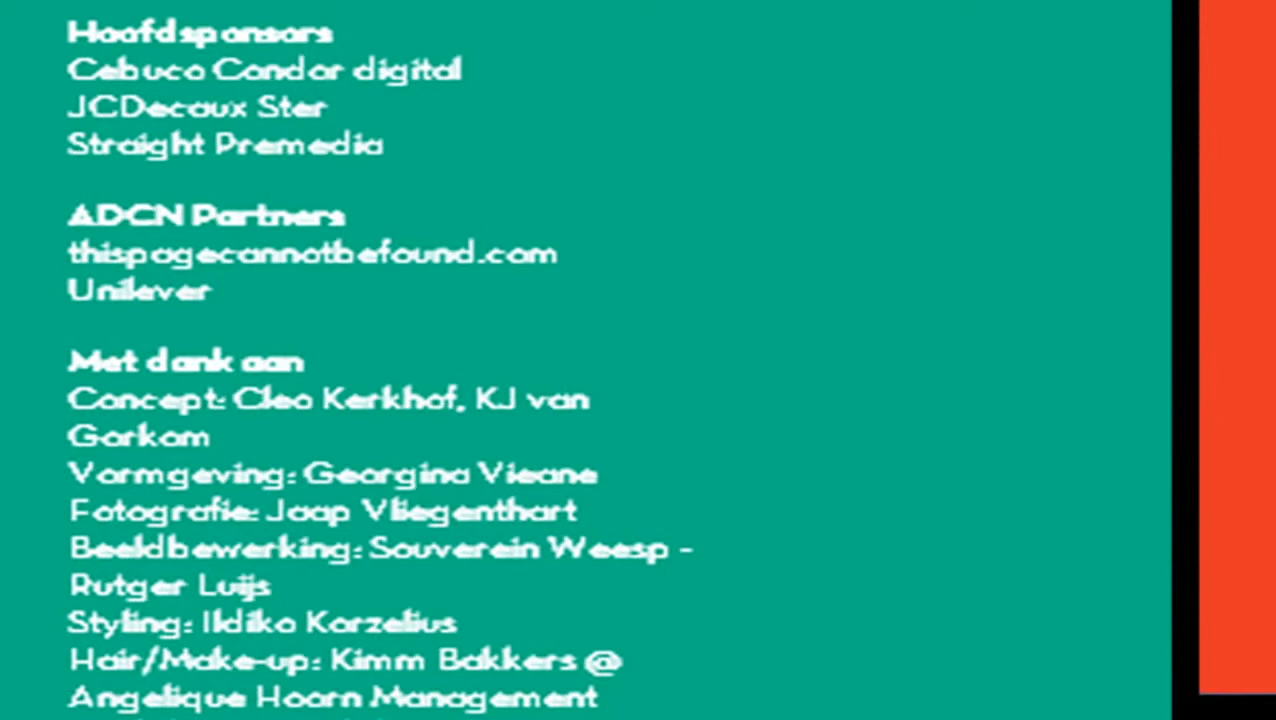 Hoofdsponsors
Cebuco Condor digital
JCDecaux Ster
Straight Premedia
ADCN Partners
thispagecannotbefound.com
Unilever
Met dank aan
Concept: Cleo Kerkhof, KJ van
Gorkom
Vormgeving: Georgina Vieane
Fotografie: Jaap Vliegenthart
Beeldbewerking: Souverein Weesp -
Rutger Luijs
Styling: Ildiko Korzelius
Hair/Make-up: Kimm Bakkers @
Angelique Hoorn Management